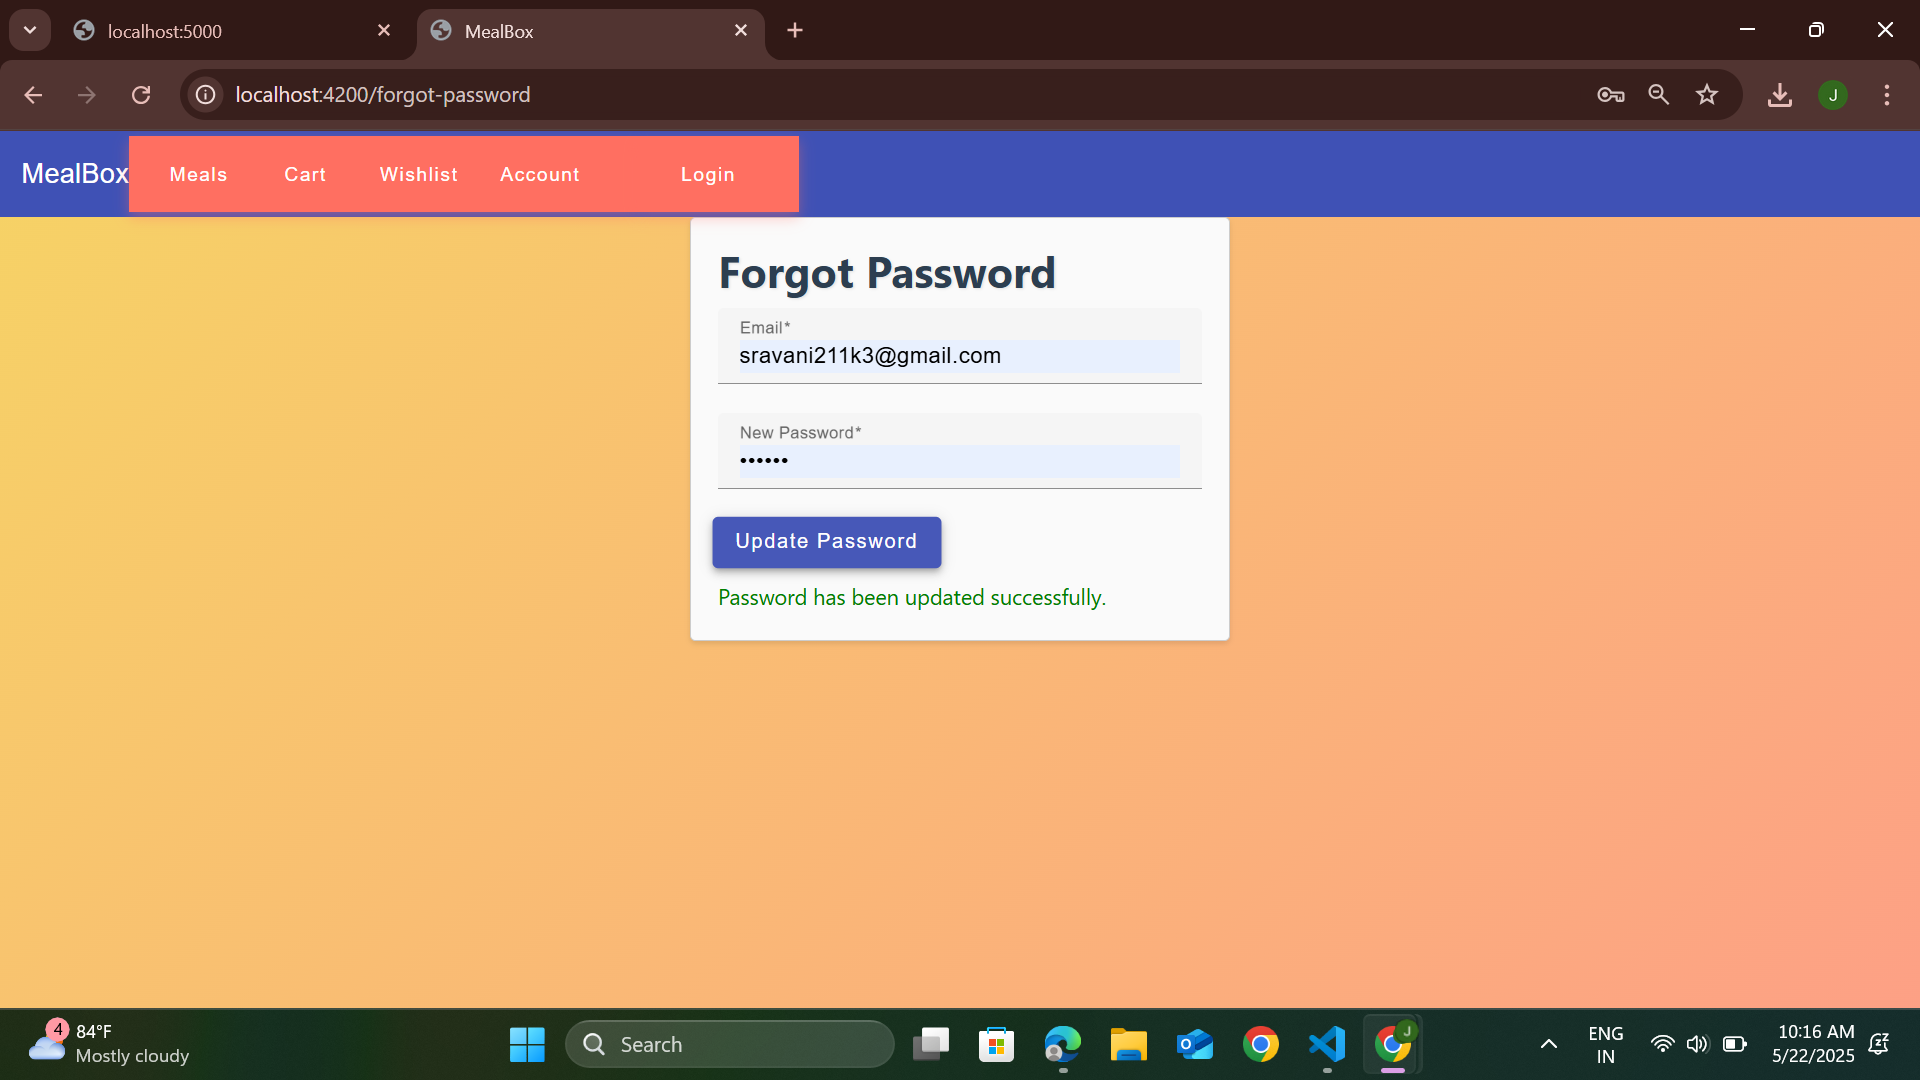 localhost:5000
MealBox
localhost:4200/forgot-password
J
MealBox
Meals Cart Wishlist Account Login
Forgot Password
Email*
sravani211k3@gmail.com
New Password*
••••••
Update Password
Password has been updated successfully.
4
84°F
Mostly cloudy
Search
J
ENG
IN
10:16 AM
5/22/2025